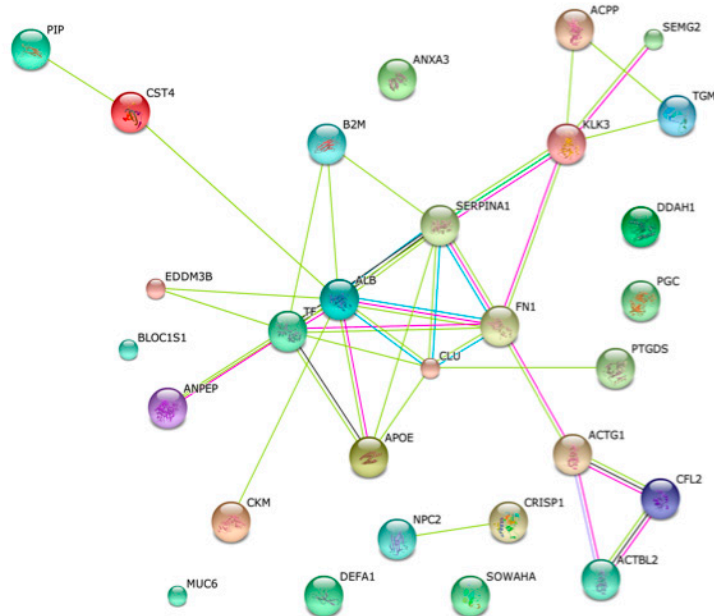 ACPP
SEMG2
PIP
ANXA3
CST4
TGM
B2M
KLK3
SERPINA1
DDAH1
EDDM3B
ALB
PGC
TF
FN1
BLOC1S1
CLU
PTGDS
ANPEP
APOE
ACTG1
CFL2
CKM
NPC2
CRISP1
ACTBL2
MUC6
DEFA1
SOWAHA